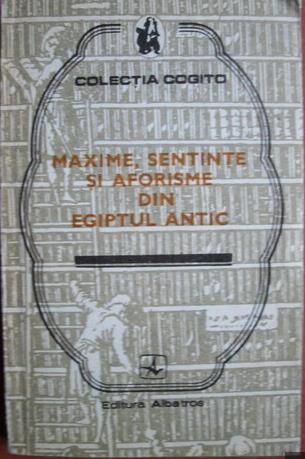 COLECȚIA COGITO
MAXIME, SENTINȚE
ȘI AFORISME
DIN
EGIPTUL ANTIC
Editura Albatros